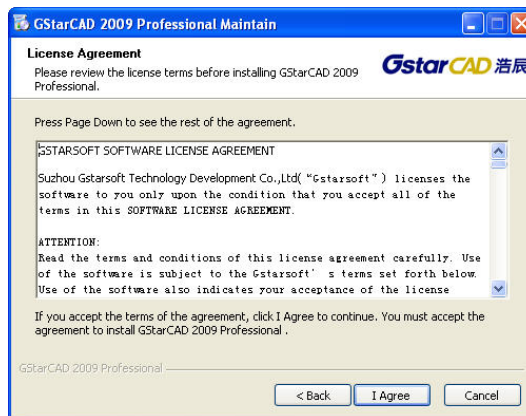 GStarCAD 2009 Professional Maintain
License Agreement
Please review the license terms before installing GStarCAD 2009
Professional.
GstarCAD 浩辰
Press Page Down to see the rest of the agreement.
GSTARSOFT SOFTWARE LICENSE AGREEMENT
Suzhou Gstarsoft Technology Development Co.,Ltd( “Gstarsoft”) licenses the
software to you only upon the condition that you accept all of the
terms in this SOFTWARE LICENSE AGREEMENT.
ATTENTION:
Read the terms and conditions of this license agreement carefully. Use
of the software is subject to the Gstarsoft’ s terms set forth below.
Use of the software also indicates your acceptance of the license
If you accept the terms of the agreement, click I Agree to continue. You must accept the
agreement to install GStarCAD 2009 Professional .
GStarCAD 2009 Professional
< Back
I Agree
Cancel